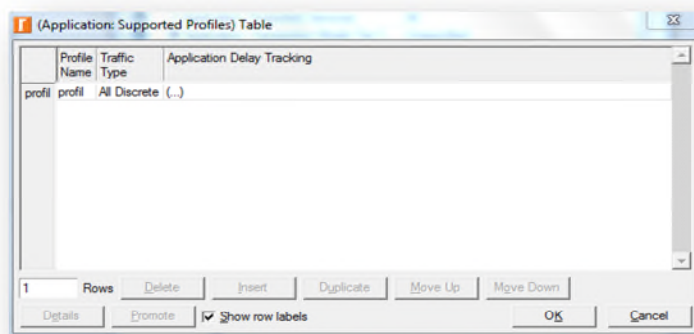 (Application: Supported Profiles) Table
Profile Name Traffic Type Application Delay Tracking
profil profil All Discrete (...)
1 Rows Delete Insert Duplicate Move Up Move Down
Details Promote Show row labels OK Cancel